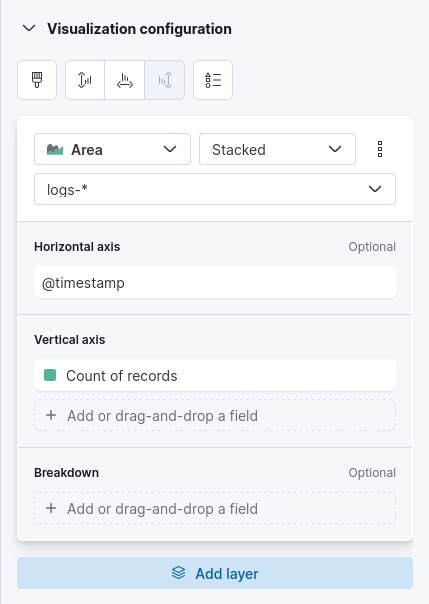 Visualization configuration
Area
Stacked
logs-*
Horizontal axis
Optional
@timestamp
Vertical axis
Count of records
Add or drag-and-drop a field
Breakdown
Optional
Add or drag-and-drop a field
Add layer